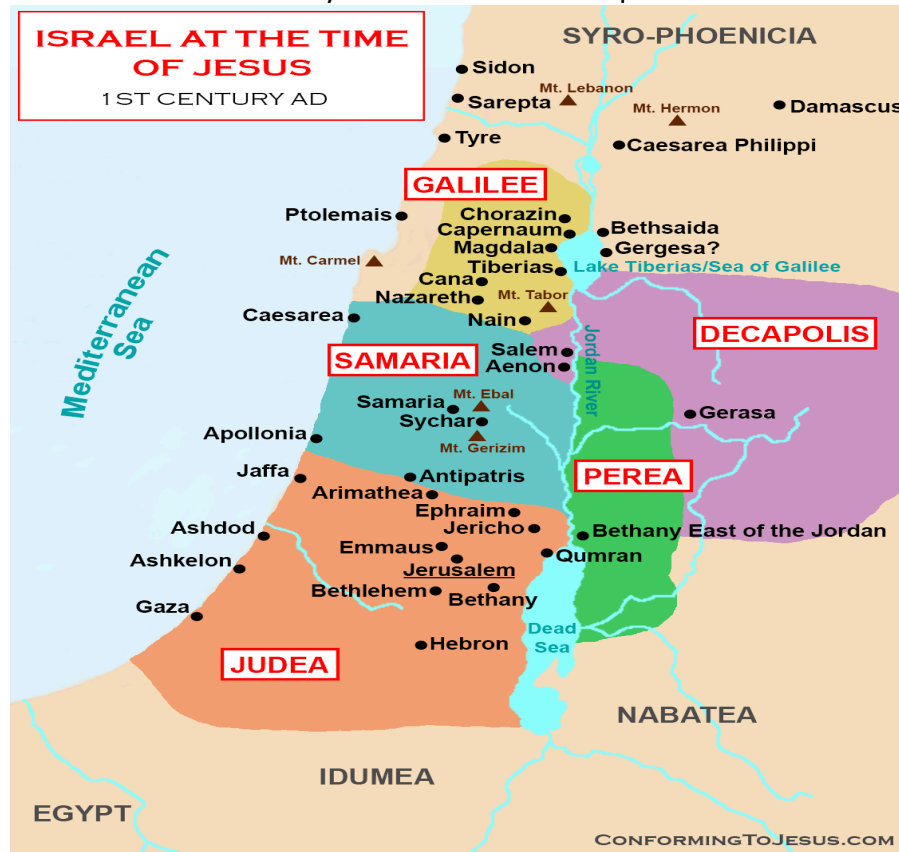 ISRAEL AT THE TIME
OF JESUS
1ST CENTURY AD
SYRO-PHOENICIA
Sidon
Mt. Lebanon
Sarepta
Mt. Hermon
Damascus
Tyre
Caesarea Philippi
GALILEE
Ptolemais
Chorazin
Capernaum
Bethsaida
Magdala
Gergesa?
Mt. Carmel
Tiberias
Lake Tiberias/Sea of Galilee
Cana
Nazareth
Mt. Tabor
Mediterranean
Sea
Caesarea
Nain
DECAPOLIS
Jordan River
SAMARIA
Salem
Aenon
Mt. Ebal
Samaria
Sychar
Gerasa
Mt. Gerizim
Apollonia
Jaffa
Antipatris
PEREA
Arimathea
Ephraim
Ashdod
Jericho
Bethany East of the Jordan
Emmaus
Qumran
Ashkelon
Jerusalem
Bethlehem
Bethany
Gaza
Dead
Sea
Hebron
JUDEA
NABATEA
IDUMEA
EGYPT
CONFORMINGTOJESUS.COM